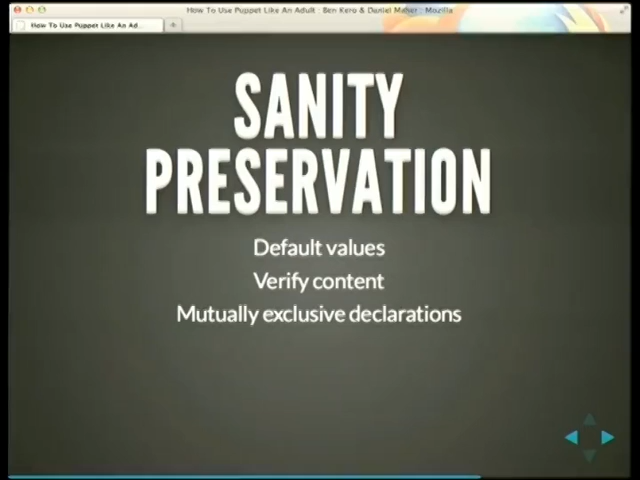 How To Use Puppet Like An Adult : Ben Kero & Daniel Maher : Mozilla
How To Use Puppet Like An Ad...
SANITY
PRESERVATION
Default values
Verify content
Mutually exclusive declarations